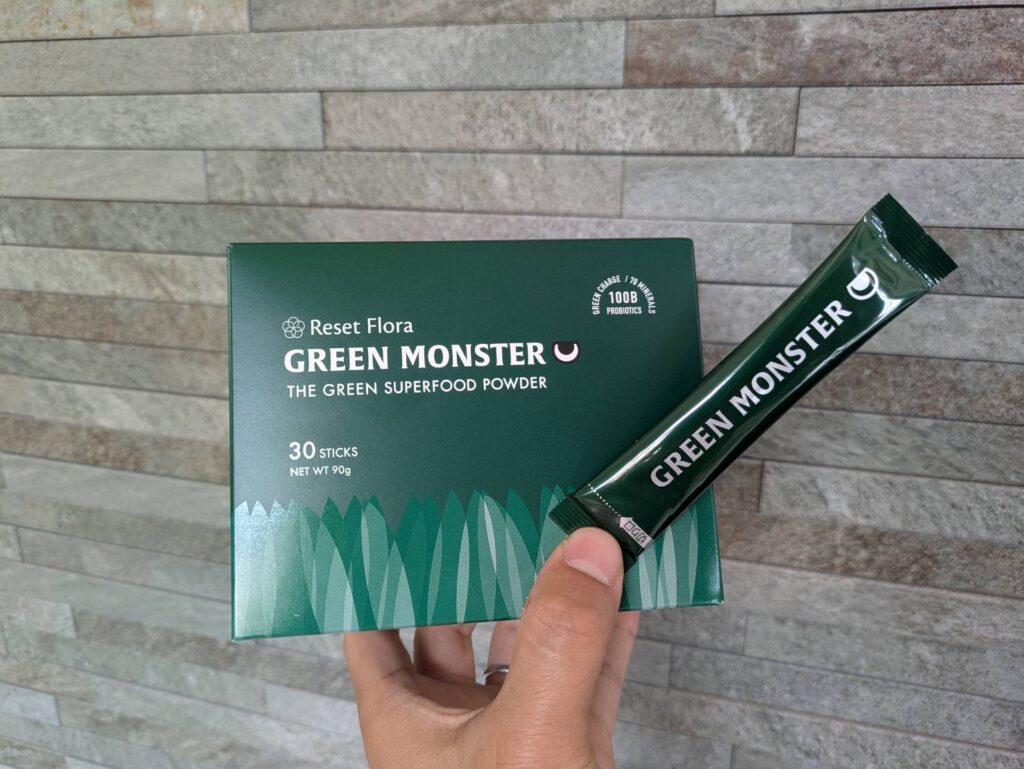 GREEN CHARGE / 70 MINERALS
100B
PROBIOTICS
Reset Flora
GREEN MONSTER
THE GREEN SUPERFOOD POWDER
30 STICKS
NET WT 90g
GREEN MONSTER